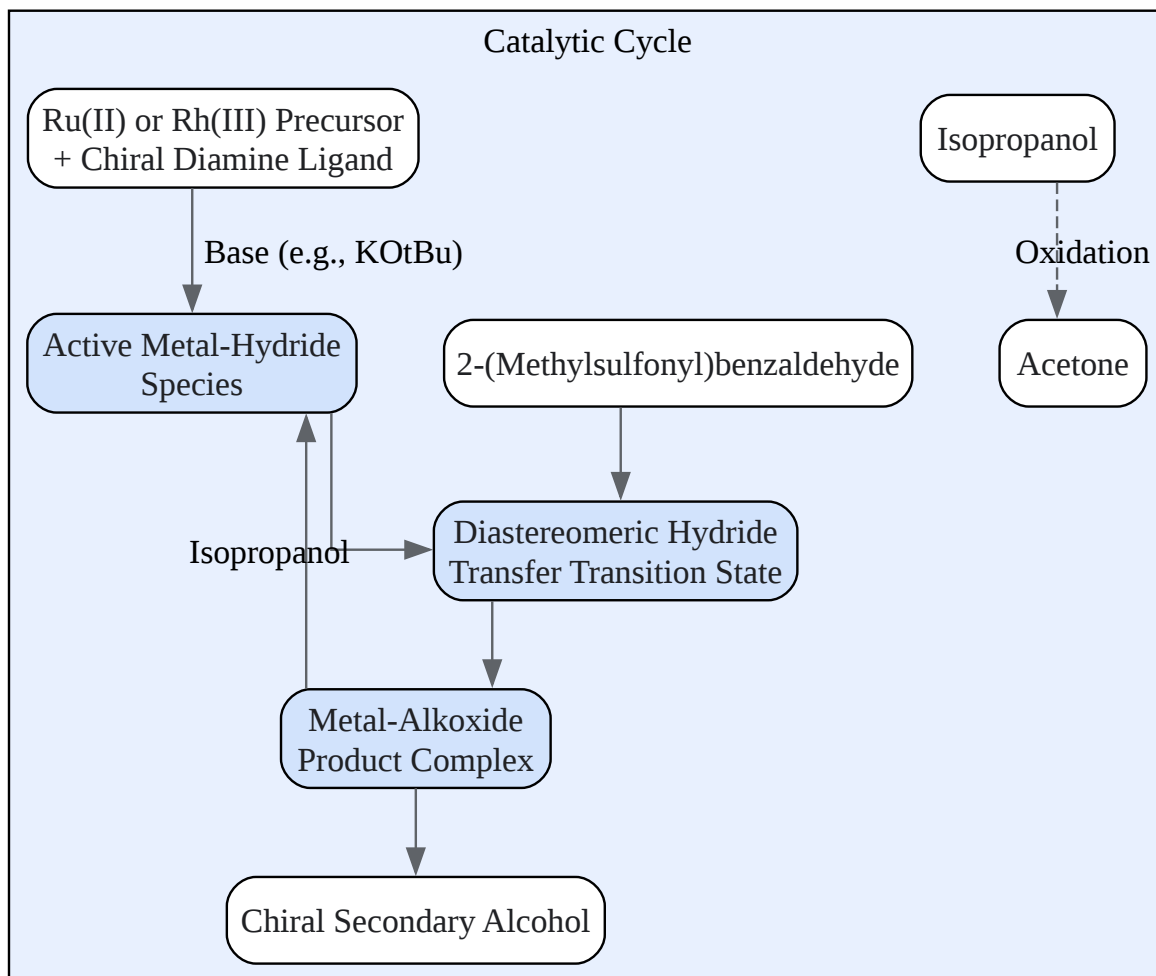 Catalytic Cycle
Ru(II) or Rh(III) Precursor
+ Chiral Diamine Ligand
Isopropanol
Base (e.g., KOtBu)
Oxidation
Active Metal-Hydride
Species
2-(Methylsulfonyl)benzaldehyde
Acetone
Isopropanol
Diastereomeric Hydride
Transfer Transition State
Metal-Alkoxide
Product Complex
Chiral Secondary Alcohol